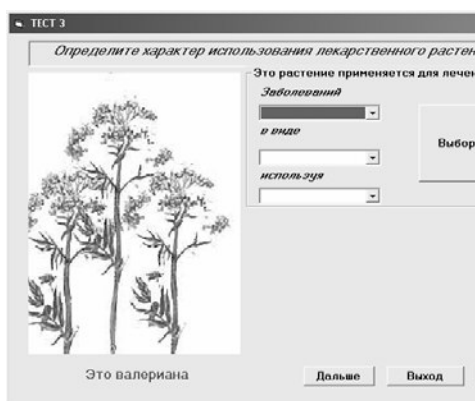 ТЕСТ 3
Определите характер использования лекарственного растен
Это растение применяется для лечен
Заболеваний
в виде
используя
Выбор
Это валериана
Дальше
Выход